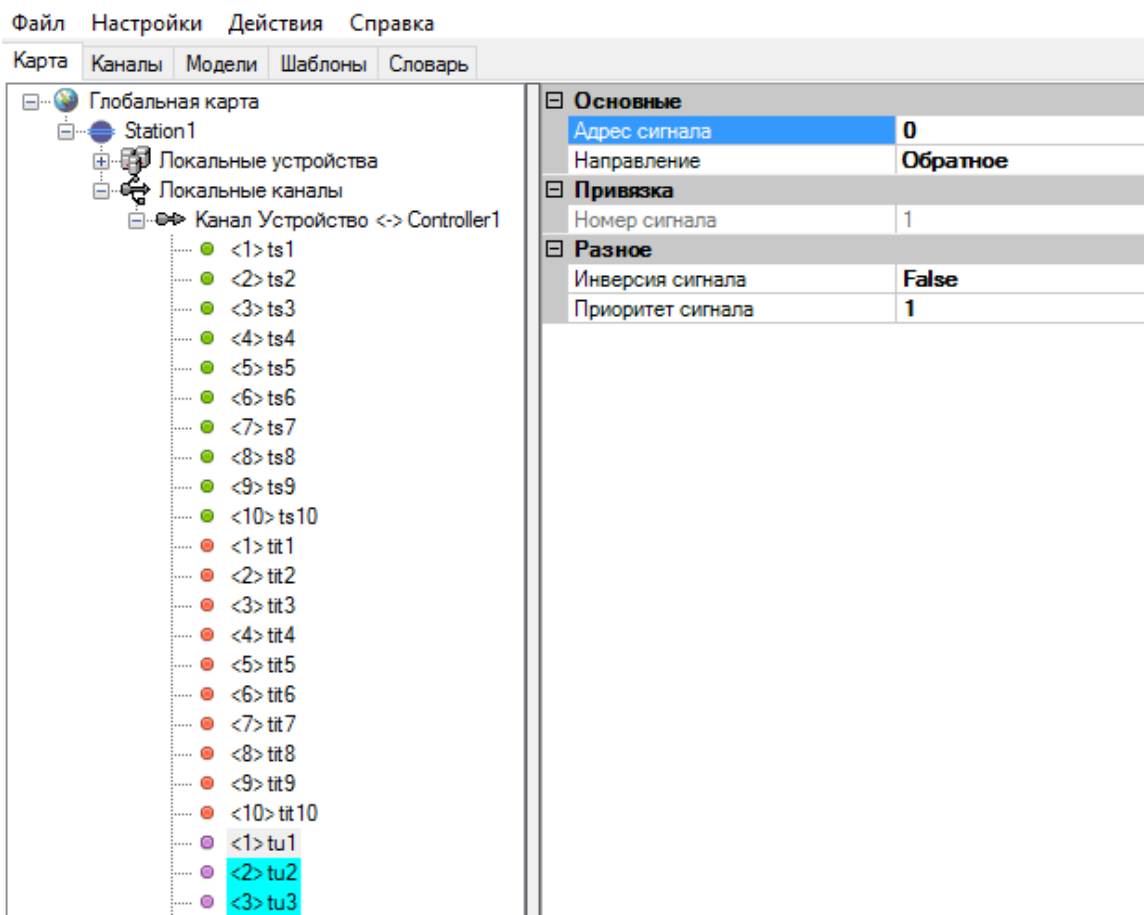 Файл Настройки Действия Справка
Карта Каналы Модели Шаблоны Словарь
Глобальная карта
Station1
Локальные устройства
Локальные каналы
Канал Устройство <-> Controller1
<1> ts1
<2> ts2
<3> ts3
<4> ts4
<5> ts5
<6> ts6
<7> ts7
<8> ts8
<9> ts9
<10> ts10
<1> tit1
<2> tit2
<3> tit3
<4> tit4
<5> tit5
<6> tit6
<7> tit7
<8> tit8
<9> tit9
<10> tit10
<1> tu1
<2> tu2
<3> tu3
Основные
Адрес сигнала 0
Направление Обратное
Привязка
Номер сигнала 1
Разное
Инверсия сигнала False
Приоритет сигнала 1